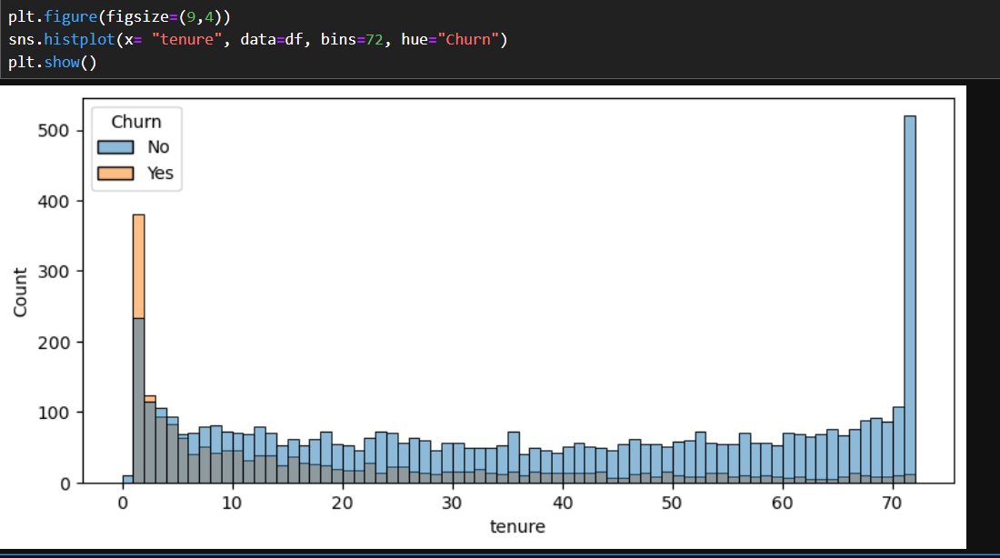 plt.figure(figsize=(9,4))
sns.histplot(x= "tenure", data=df, bins=72, hue="Churn")
plt.show()
Churn
No
Yes
500
400
300
200
100
0
Count
0 10 20 30 40 50 60 70
tenure